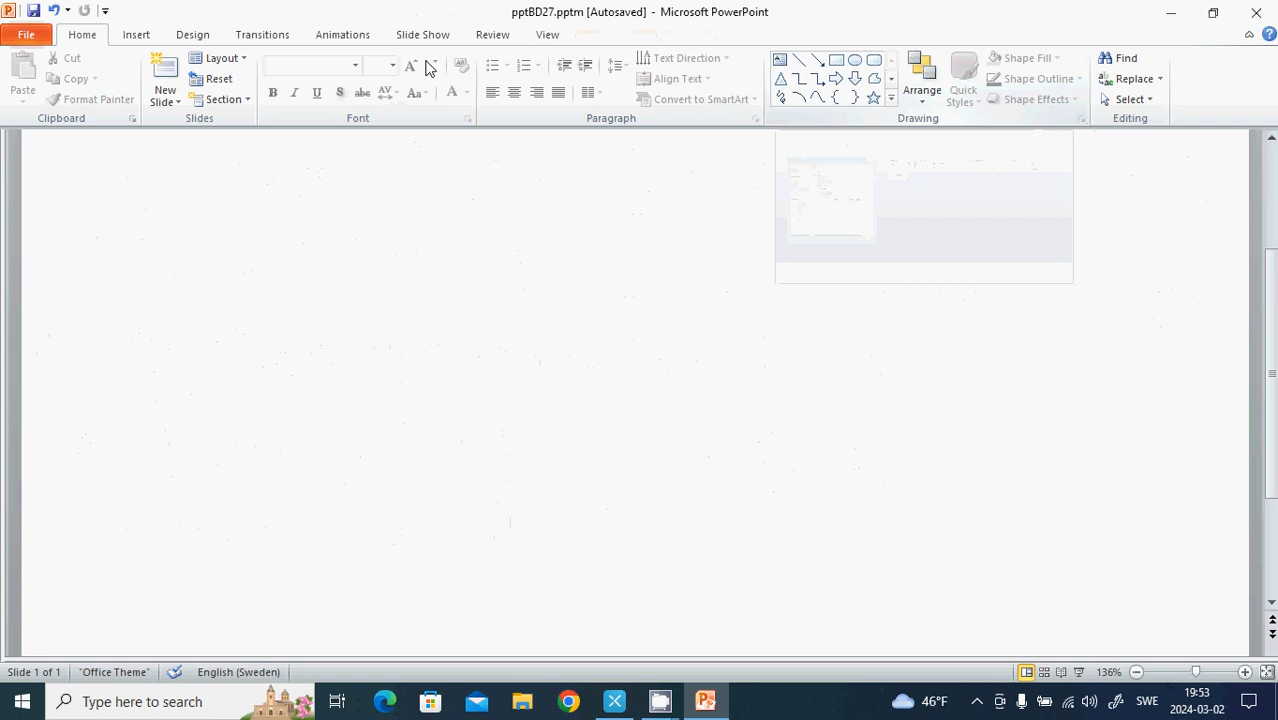 pptBD27.pptm [Autosaved] - Microsoft PowerPoint
File Home Insert Design Transitions Animations Slide Show Review View
Paste
Cut
Copy
Format Painter
Clipboard
New Slide
Layout
Reset
Section
Slides
B I U S abc AV Aa A
Font
Paragraph
Text Direction
Align Text
Convert to SmartArt
Arrange
Quick Styles
Shape Fill
Shape Outline
Shape Effects
Drawing
Find
Replace
Select
Editing
Slide 1 of 1 "Office Theme" English (Sweden) 136%
Type here to search 46°F SWE 19:53
2024-03-02